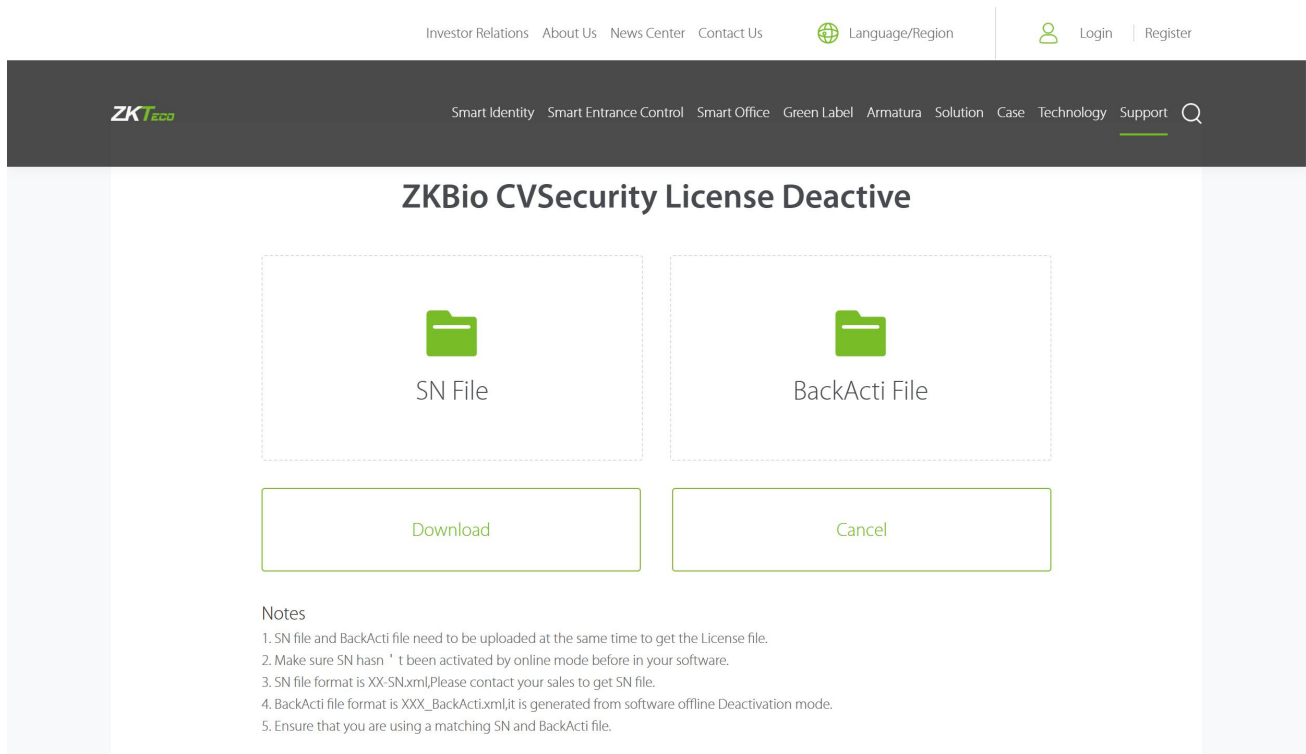 Investor Relations About Us News Center Contact Us Language/Region Login Register
ZKTECO Smart Identity Smart Entrance Control Smart Office Green Label Armatura Solution Case Technology Support
ZKBio CVSecurity License Deactive
SN File BackActi File
Download Cancel
Notes
1. SN file and BackActi file need to be uploaded at the same time to get the License file.
2. Make sure SN hasn ' t been activated by online mode before in your software.
3. SN file format is XX-SN.xml,Please contact your sales to get SN file.
4. BackActi file format is XXX_BackActi.xml,it is generated from software offline Deactivation mode.
5. Ensure that you are using a matching SN and BackActi file.